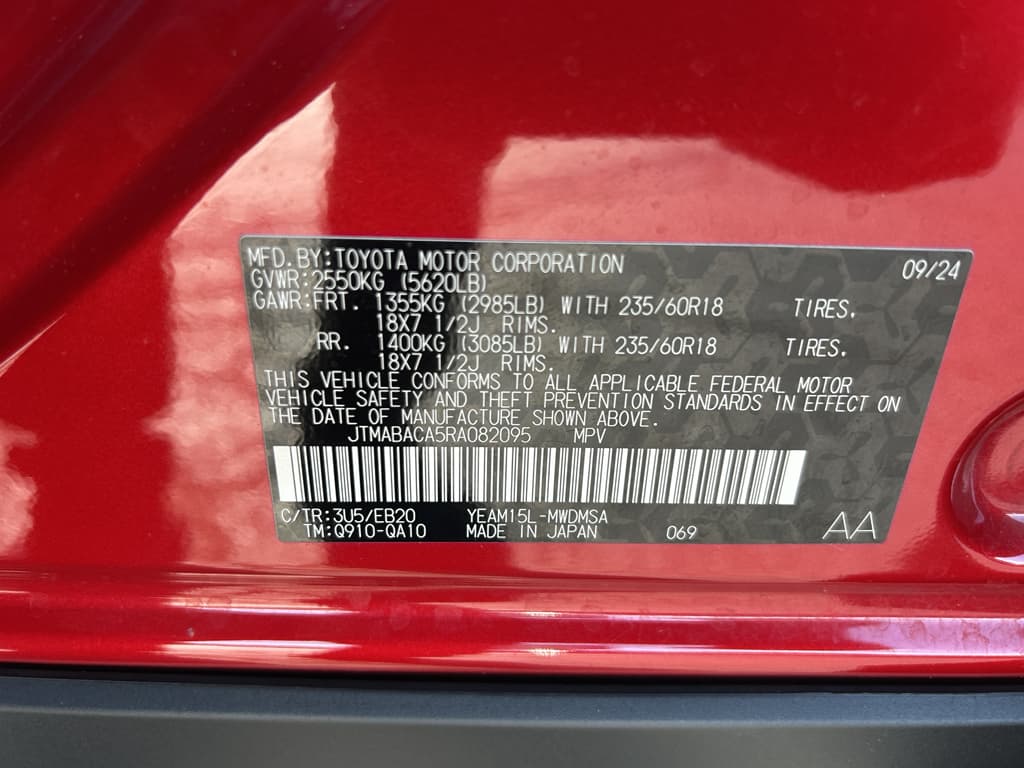 MFD. BY: TOYOTA MOTOR CORPORATION 09/24
GVWR: 2550KG (5620LB)
GAWR: FRT. 1355KG (2985LB) WITH 235/60R18 TIRES.
18X7 1/2J RIMS.
RR. 1400KG (3085LB) WITH 235/60R18 TIRES.
18X7 1/2J RIMS.
THIS VEHICLE CONFORMS TO ALL APPLICABLE FEDERAL MOTOR
VEHICLE SAFETY AND THEFT PREVENTION STANDARDS IN EFFECT ON
THE DATE OF MANUFACTURE SHOWN ABOVE.
JTMABACA5RA082095 MPV
C/TR: 3U5/EB20 YEAM15L-MWDMSA
TM: Q910-QA10 MADE IN JAPAN 069 AA